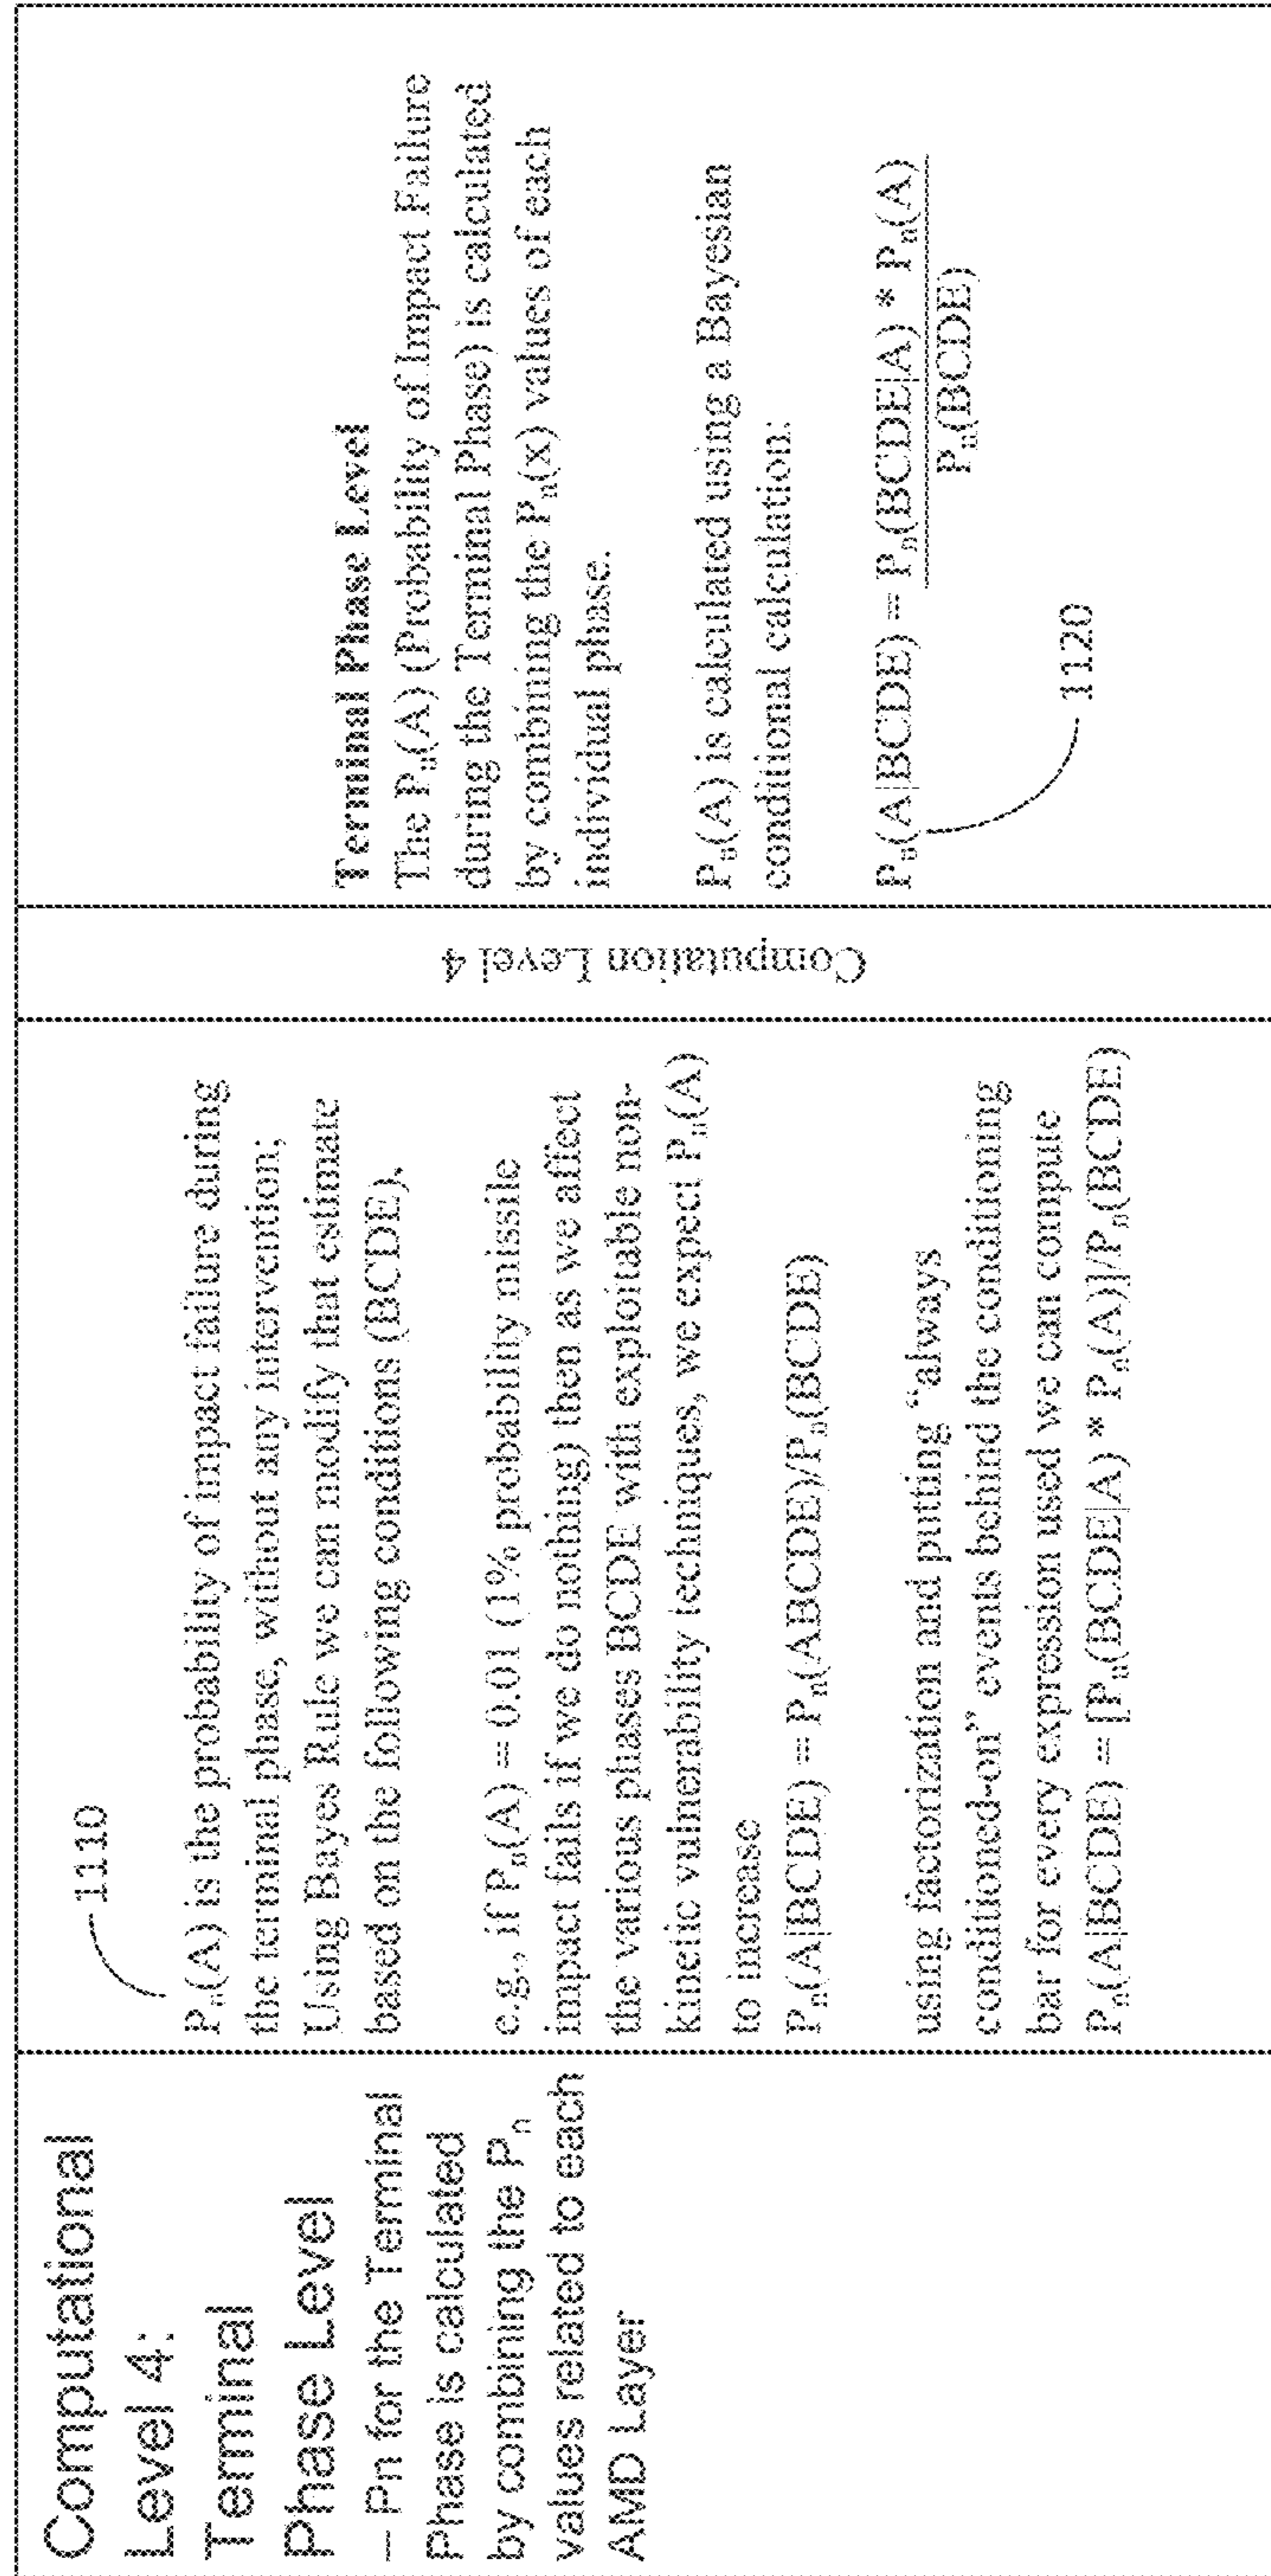 Computational
Level 4:
Terminal
Phase Level
– Pn for the Terminal
Phase is calculated
by combining the Pₙ
values related to each
AMD Layer
1110
Pₙ(A) is the probability of impact failure during
the terminal phase, without any intervention;
Using Bayes Rule we can modify that estimate
based on the following conditions (BCDE),
e.g., if Pₙ(A) = 0.01 (1% probability missile
impact fails if we do nothing) then as we affect
the various phases BCDE with exploitable non-
kinetic vulnerability techniques, we expect Pₙ(A)
to increase
Pₙ(A|BCDE) = Pₙ(ABCDE)/Pₙ(BCDE)
using factorization and putting “always
conditioned-on” events behind the conditioning
bar for every expression used we can compute
Pₙ(A|BCDE) = [Pₙ(BCDE|A) * Pₙ(A)]/Pₙ(BCDE)
Computation Level 4
Terminal Phase Level
The Pₙ(A) (Probability of Impact Failure
during the Terminal Phase) is calculated
by combining the Pₙ(x) values of each
individual phase.
Pₙ(A) is calculated using a Bayesian
conditional calculation:
Pₙ(A|BCDE) = Pₙ(BCDE|A) * Pₙ(A)
Pₙ(BCDE)
1120